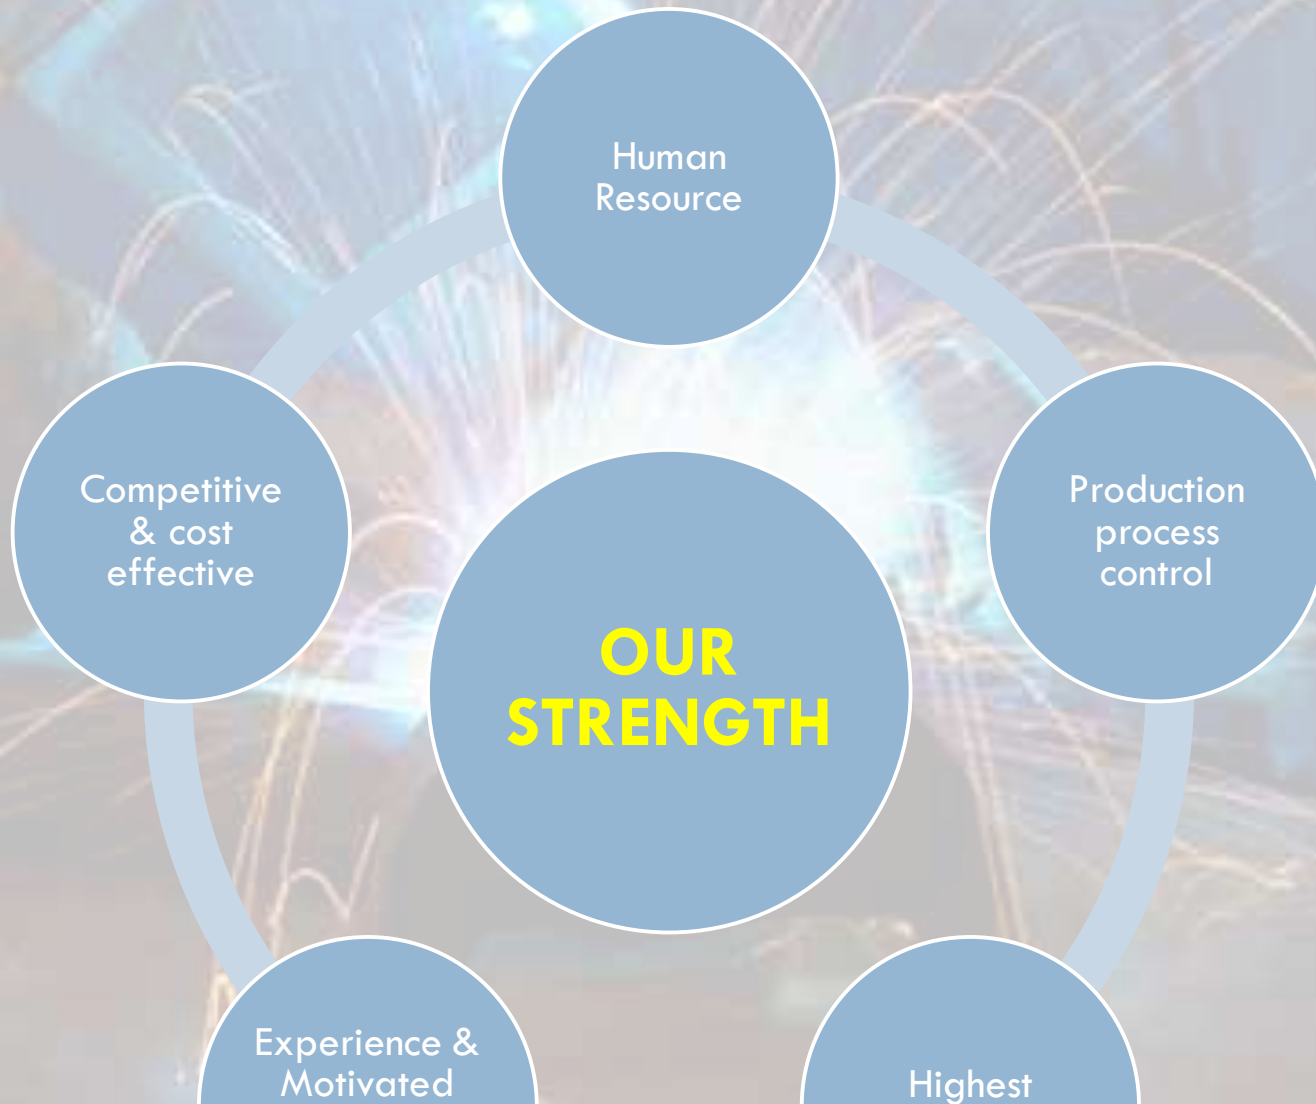 Human
Resource
Competitive
& cost
effective
Production
process
control
OUR
STRENGTH
Experience &
Motivated
Highest